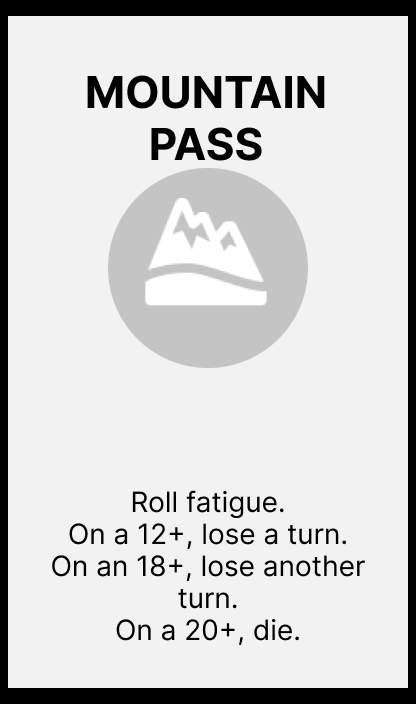 MOUNTAIN
PASS
Roll fatigue.
On a 12+, lose a turn.
On an 18+, lose another
turn.
On a 20+, die.